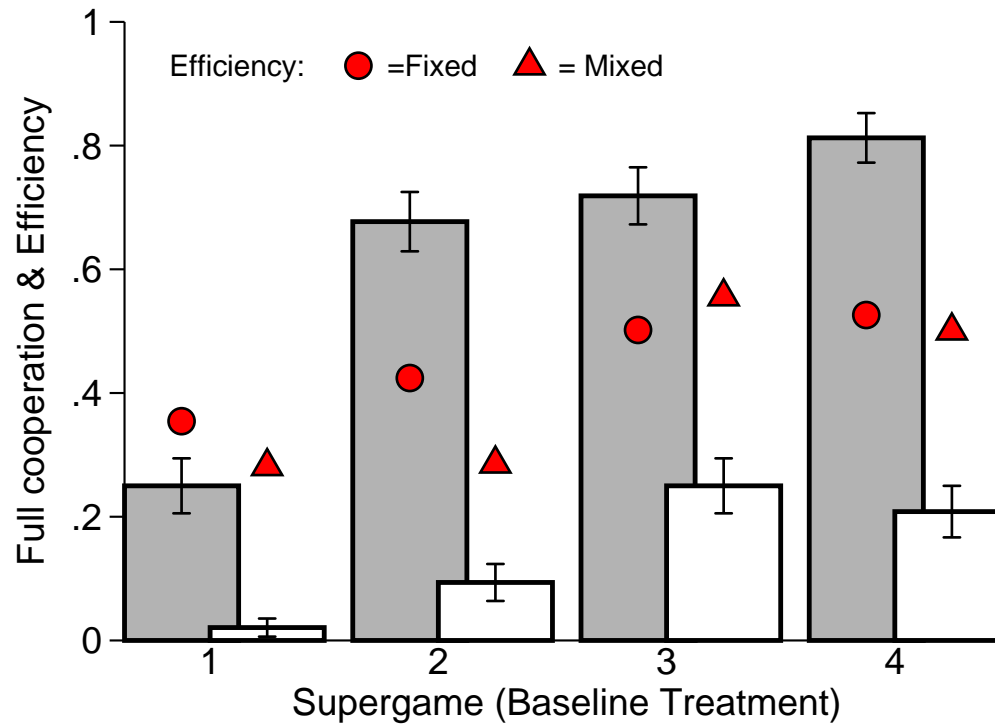 Full cooperation & Efficiency
1
.8
.6
.4
.2
0
Efficiency: =Fixed = Mixed
1 2 3 4
Supergame (Baseline Treatment)